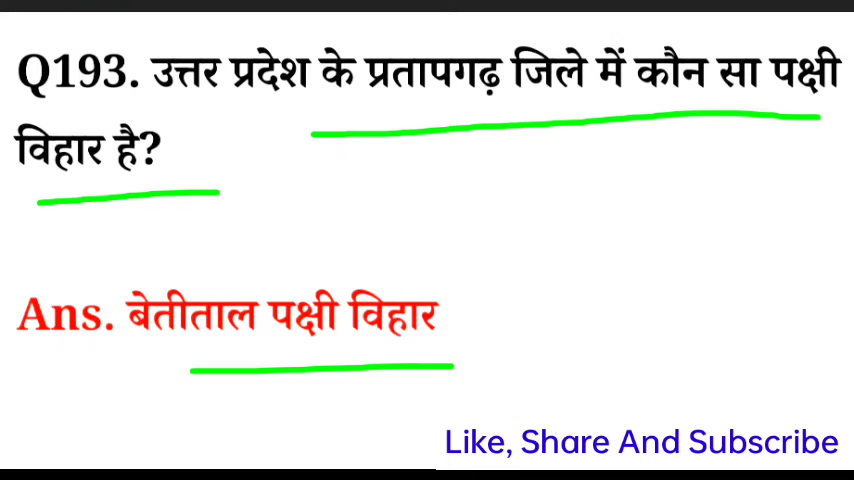 Q193. उत्तर प्रदेश के प्रतापगढ़ जिले में कौन सा पक्षी
विहार है?
Ans. बेतीताल पक्षी विहार
Like, Share And Subscribe